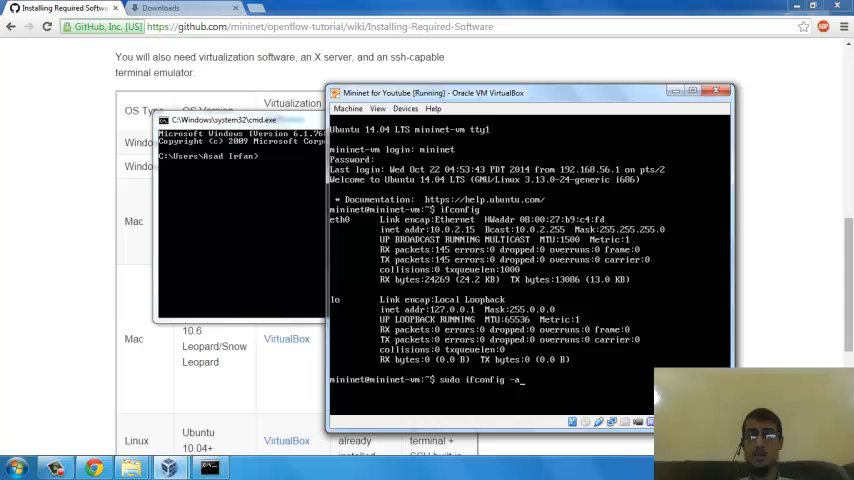 Installing Required Softw
Downloads
GitHub, Inc. [US]
https://github.com/mininet/openflow-tutorial/wiki/Installing-Required-Software
You will also need virtualization software, an X server, and an ssh-capable
terminal emulator:
OS Type
OS Version
Virtualization
Windo
Windo
Mac
Mac
10.6
Leopard/Snow
Leopard
VirtualBox
Linux
Ubuntu
10.04+
VirtualBox
already
installed
terminal +
SSH built in
C:\Windows\system32\cmd.exe
Microsoft Windows [Version 6.1.76
Copyright (c) 2009 Microsoft Corp
C:\Users\Asad Irfan>
Mininet for Youtube [Running] - Oracle VM VirtualBox
Machine View Devices Help
Ubuntu 14.04 LTS mininet-vm tty1
mininet-vm login: mininet
Password:
Last login: Wed Oct 22 04:53:43 PDT 2014 from 192.168.56.1 on pts/2
Welcome to Ubuntu 14.04 LTS (GNU/Linux 3.13.0-24-generic i686)
* Documentation: https://help.ubuntu.com/
mininet@mininet-vm:~$ ifconfig
eth0 Link encap:Ethernet HWaddr 08:00:27:b9:c4:fd
inet addr:10.0.2.15 Bcast:10.0.2.255 Mask:255.255.255.0
UP BROADCAST RUNNING MULTICAST MTU:1500 Metric:1
RX packets:145 errors:0 dropped:0 overruns:0 frame:0
TX packets:145 errors:0 dropped:0 overruns:0 carrier:0
collisions:0 txqueuelen:1000
RX bytes:24269 (24.2 KB) TX bytes:13086 (13.0 KB)
lo Link encap:Local Loopback
inet addr:127.0.0.1 Mask:255.0.0.0
UP LOOPBACK RUNNING MTU:65536 Metric:1
RX packets:0 errors:0 dropped:0 overruns:0 frame:0
TX packets:0 errors:0 dropped:0 overruns:0 carrier:0
collisions:0 txqueuelen:0
RX bytes:0 (0.0 B) TX bytes:0 (0.0 B)
mininet@mininet-vm:~$ sudo ifconfig -a_